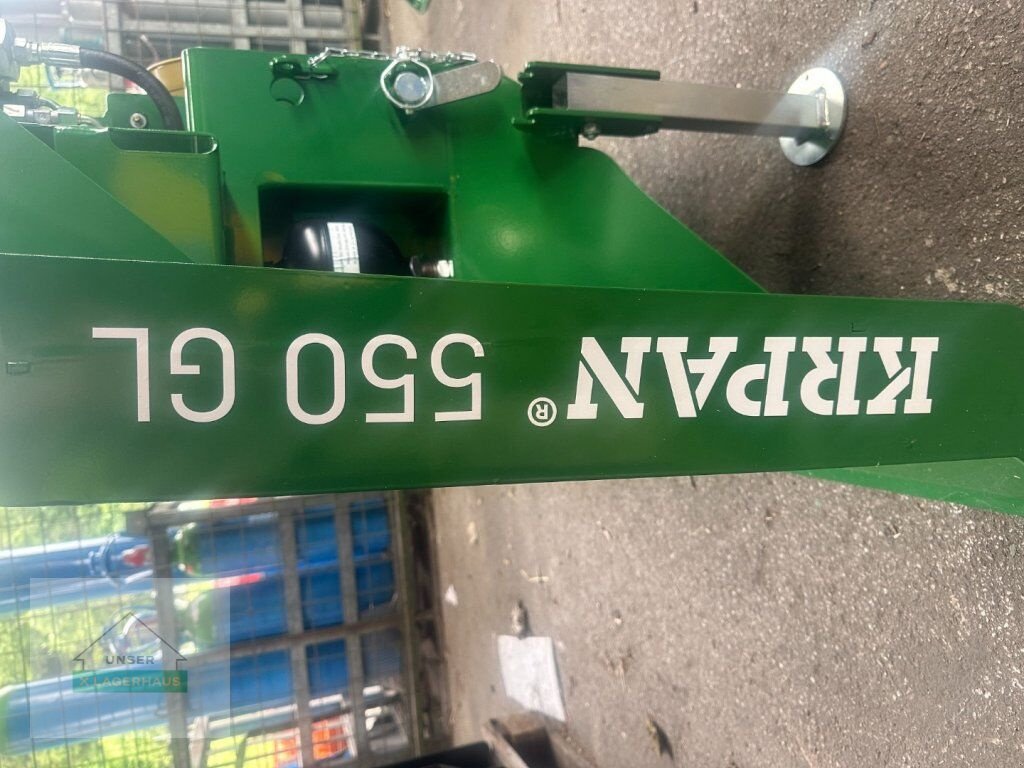 KRPAN® 550 GL
UNSER
X LAGERHAUS